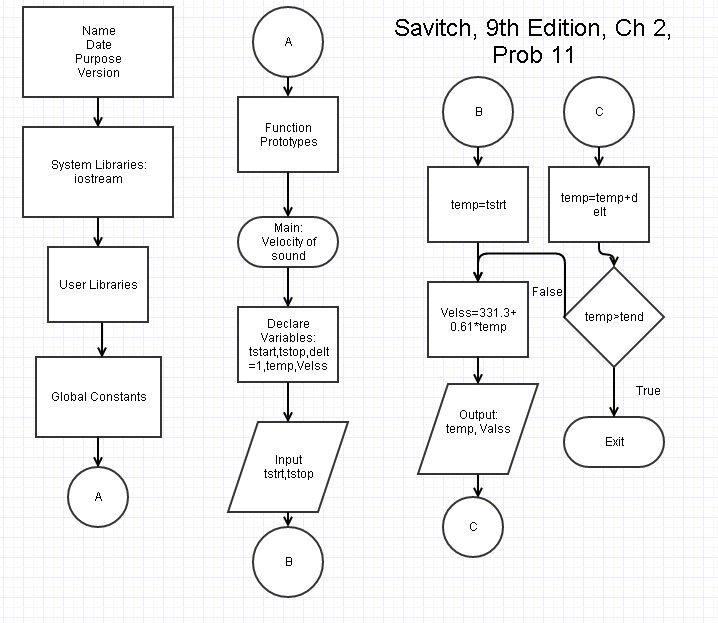 Savitch, 9th Edition, Ch 2,
Prob 11
Name
Date
Purpose
Version
System Libraries:
iostream
User Libraries
Global Constants
A
A
Function
Prototypes
Main:
Velocity of
sound
Declare
Variables:
tstart,tstop,delt
=1,temp,Velss
Input
tstrt,tstop
B
B
temp=tstrt
Velss=331.3+
0.61*temp
Output:
temp, Valss
C
C
temp=temp+d
elt
temp>tend
False
True
Exit